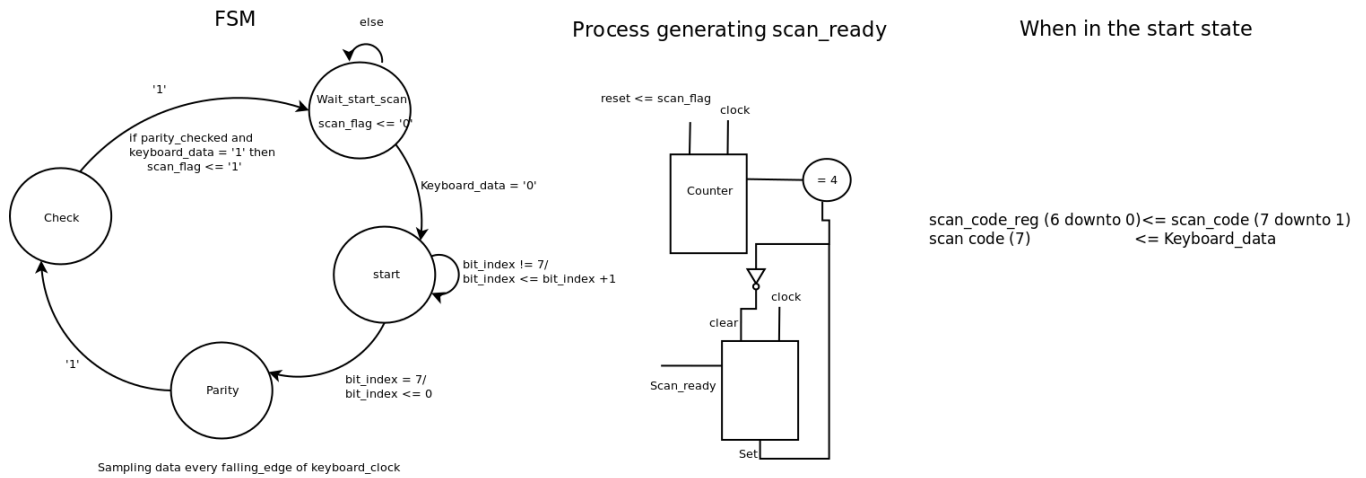 FSM
else
Wait_start_scan
scan_flag <= '0'
'1'
if parity_checked and
keyboard_data = '1' then
scan_flag <= '1'
Keyboard_data = '0'
Check
start
bit_index != 7/
bit_index <= bit_index +1
'1'
Parity
bit_index = 7/
bit_index <= 0
Sampling data every falling_edge of keyboard_clock
Process generating scan_ready
reset <= scan_flag
clock
Counter
= 4
clock
clear
Scan_ready
Set
When in the start state
scan_code_reg (6 downto 0)<= scan_code (7 downto 1)
scan code (7) <= Keyboard_data